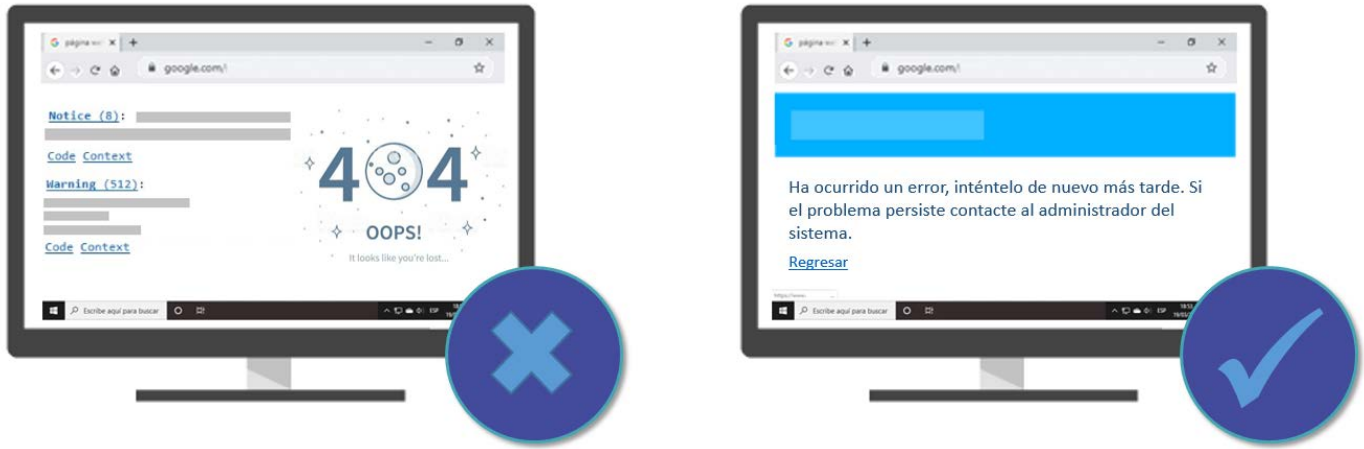 página
google.com/
Notice (8):
Code Context
Warning (512):
Code Context
404
OOPS!
It looks like you're lost...
Escribe aquí para buscar
ESP
página
google.com/
Ha ocurrido un error, inténtelo de nuevo más tarde. Si
el problema persiste contacte al administrador del
sistema.
Regresar
https://www
Escribe aquí para buscar
ESP